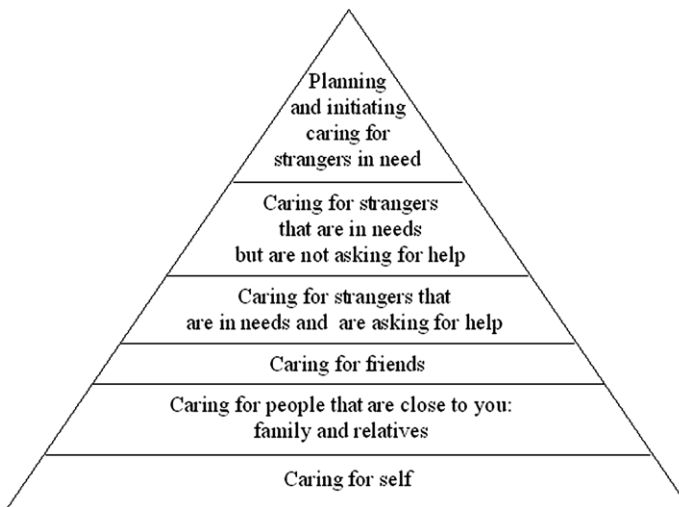 Planning
and initiating
caring for
strangers in need
Caring for strangers
that are in needs
but are not asking for help
Caring for strangers that
are in needs and are asking for help
Caring for friends
Caring for people that are close to you:
family and relatives
Caring for self